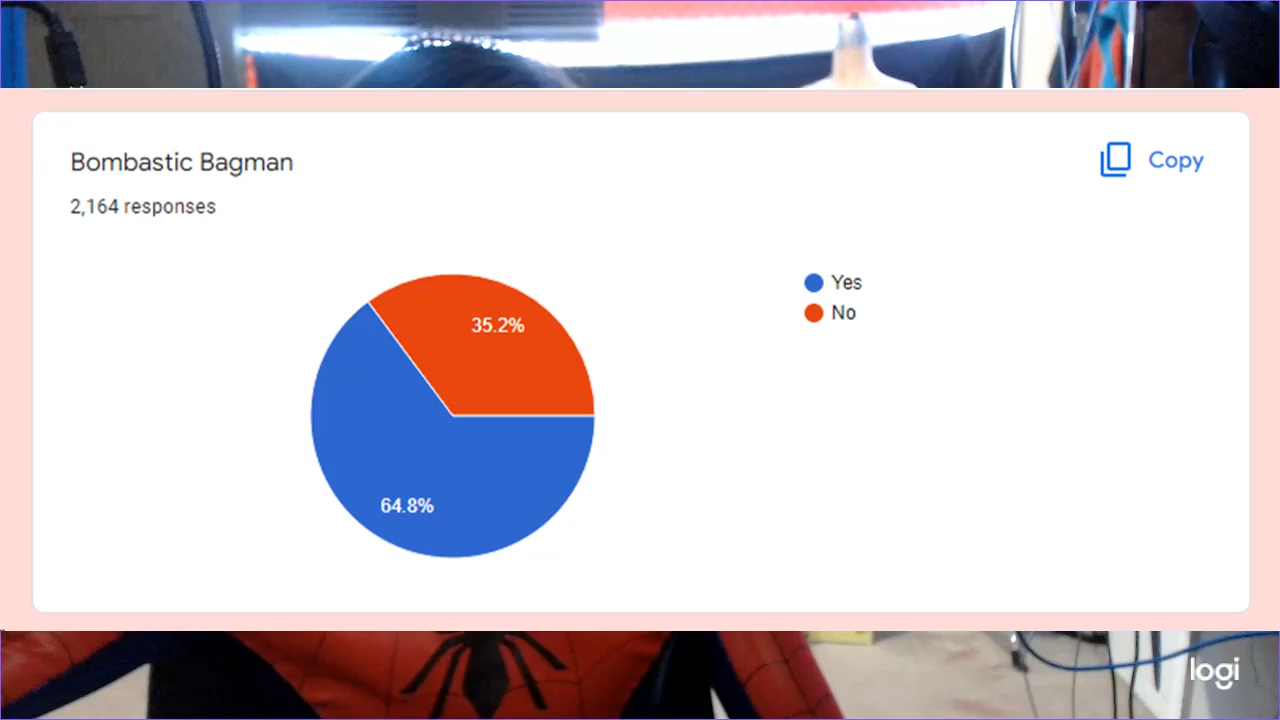 Bombastic Bagman
Copy
2,164 responses
Yes
No
35.2%
64.8%
logi